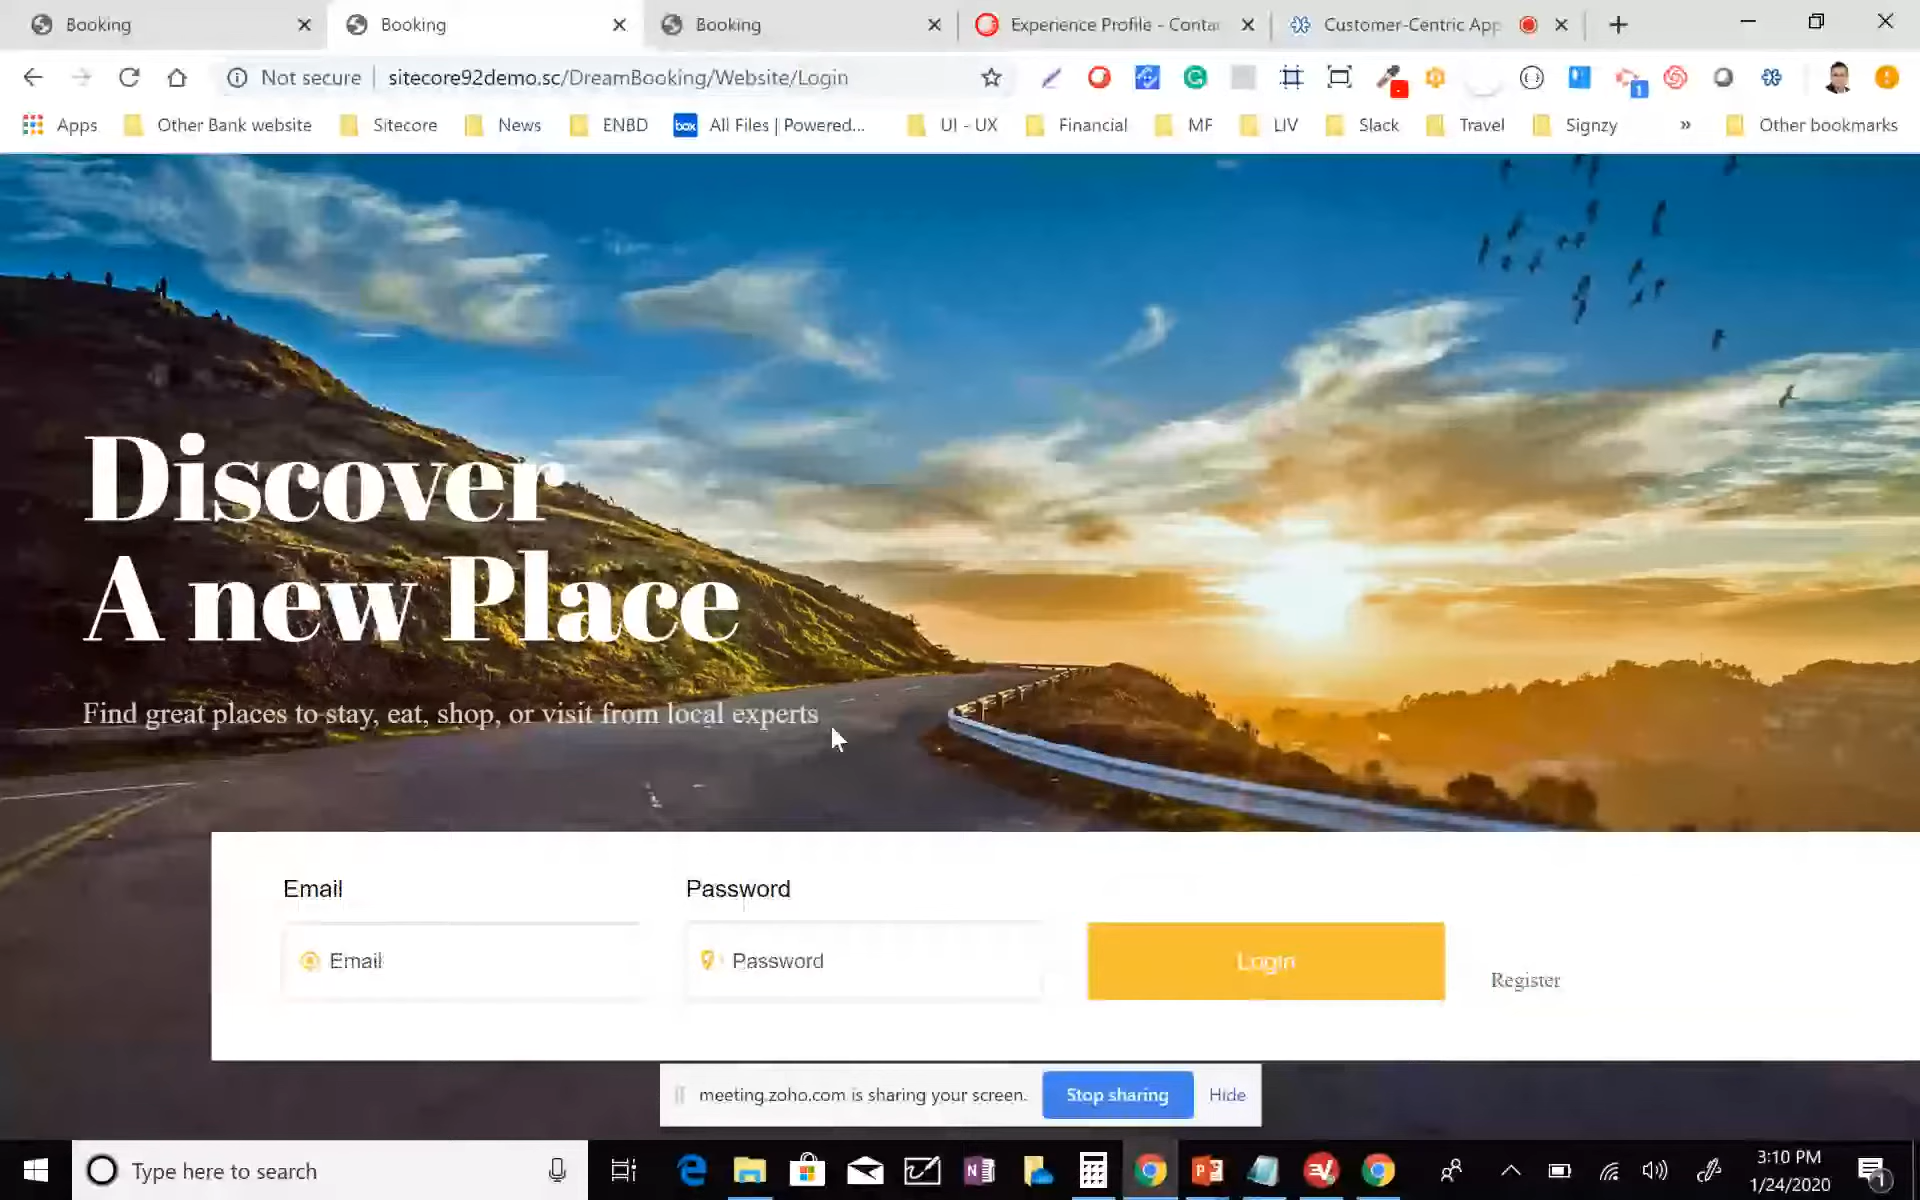 Booking
Booking
Booking
Experience Profile - Conta
Customer-Centric App
Not secure
sitecore92demo.sc/DreamBooking/Website/Login
1
Apps
Other Bank website
Sitecore
News
ENBD
box
All Files | Powered...
UI - UX
Financial
MF
LIV
Slack
Travel
Signzy
»
Other bookmarks
Discover
A new Place
Find great places to stay, eat, shop, or visit from local experts
Email
Password
Email
Password
Login
Register
meeting.zoho.com is sharing your screen.
Stop sharing
Hide
Type here to search
3:10 PM
1/24/2020
1